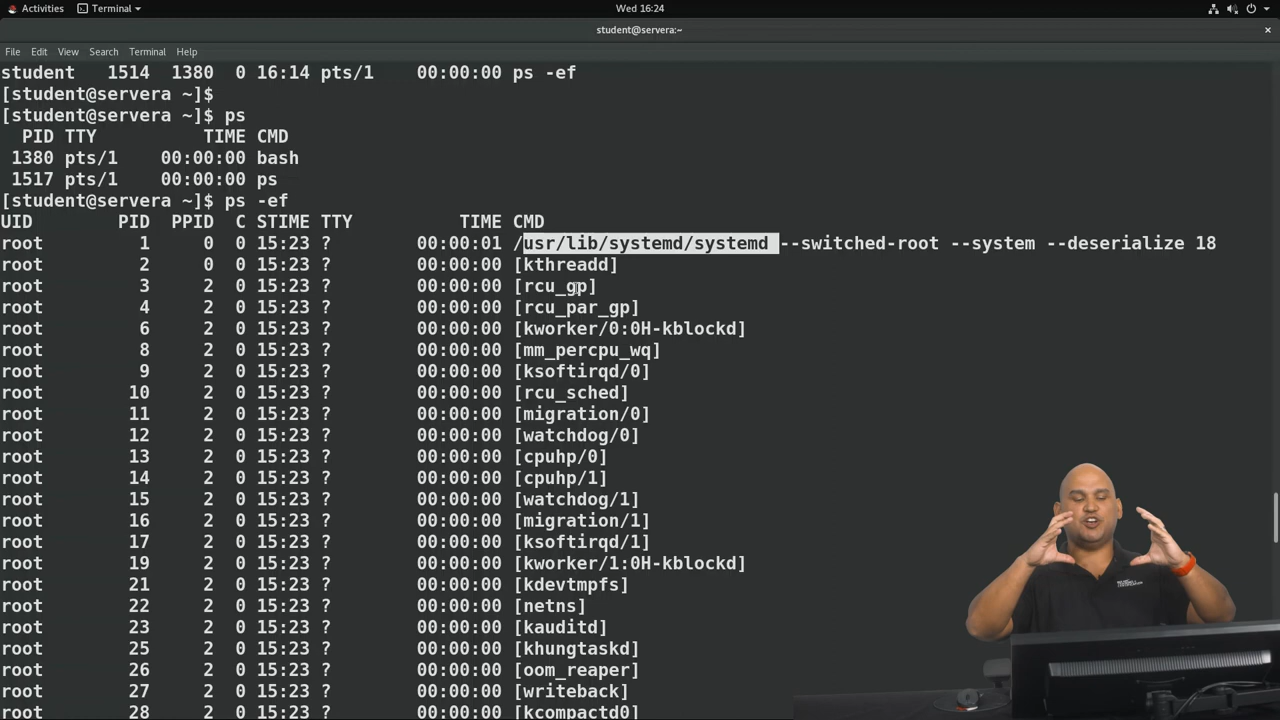 Activities Terminal Wed 16:24
student@servera:~ ×
File Edit View Search Terminal Help
student 1514 1380 0 16:14 pts/1 00:00:00 ps -ef
[student@servera ~]$
[student@servera ~]$ ps
PID TTY TIME CMD
1380 pts/1 00:00:00 bash
1517 pts/1 00:00:00 ps
[student@servera ~]$ ps -ef
UID PID PPID C STIME TTY TIME CMD
root 1 0 0 15:23 ? 00:00:01 /usr/lib/systemd/systemd --switched-root --system --deserialize 18
root 2 0 0 15:23 ? 00:00:00 [kthreadd]
root 3 2 0 15:23 ? 00:00:00 [rcu_gp]
root 4 2 0 15:23 ? 00:00:00 [rcu_par_gp]
root 6 2 0 15:23 ? 00:00:00 [kworker/0:0H-kblockd]
root 8 2 0 15:23 ? 00:00:00 [mm_percpu_wq]
root 9 2 0 15:23 ? 00:00:00 [ksoftirqd/0]
root 10 2 0 15:23 ? 00:00:00 [rcu_sched]
root 11 2 0 15:23 ? 00:00:00 [migration/0]
root 12 2 0 15:23 ? 00:00:00 [watchdog/0]
root 13 2 0 15:23 ? 00:00:00 [cpuhp/0]
root 14 2 0 15:23 ? 00:00:00 [cpuhp/1]
root 15 2 0 15:23 ? 00:00:00 [watchdog/1]
root 16 2 0 15:23 ? 00:00:00 [migration/1]
root 17 2 0 15:23 ? 00:00:00 [ksoftirqd/1]
root 19 2 0 15:23 ? 00:00:00 [kworker/1:0H-kblockd]
root 21 2 0 15:23 ? 00:00:00 [kdevtmpfs]
root 22 2 0 15:23 ? 00:00:00 [netns]
root 23 2 0 15:23 ? 00:00:00 [kauditd]
root 25 2 0 15:23 ? 00:00:00 [khungtaskd]
root 26 2 0 15:23 ? 00:00:00 [oom_reaper]
root 27 2 0 15:23 ? 00:00:00 [writeback]
root 28 2 0 15:23 ? 00:00:00 [kcompactd0]